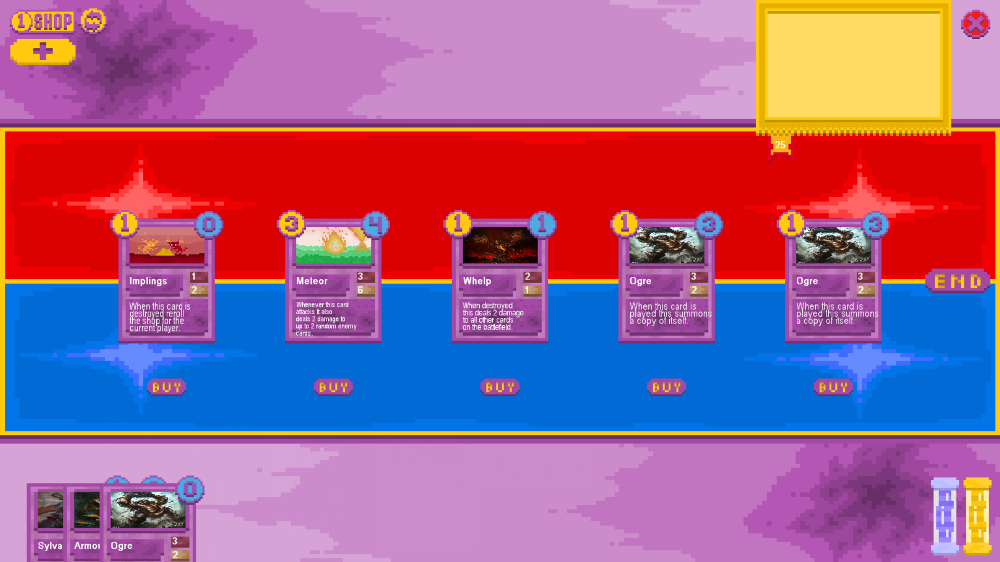 1 SHOP
25
1 0
Implings 1
2
When this card is
destroyed reroll
the shop for the
current player.
BUY
3 4
Meteor 3
6
Whenever this card
attacks it also
deals 2 damage to
up to 2 random enemy
cards.
BUY
1 1
Whelp 2
1
When destroyed
this deals 2 damage
to all other cards
on the battlefield.
BUY
1 3
Ogre 3
2
When this card is
played this summons
a copy of itself.
BUY
1 3
Ogre 3
2
When this card is
played this summons
a copy of itself.
BUY
END
Sylva
Armou
0
Ogre 3
2